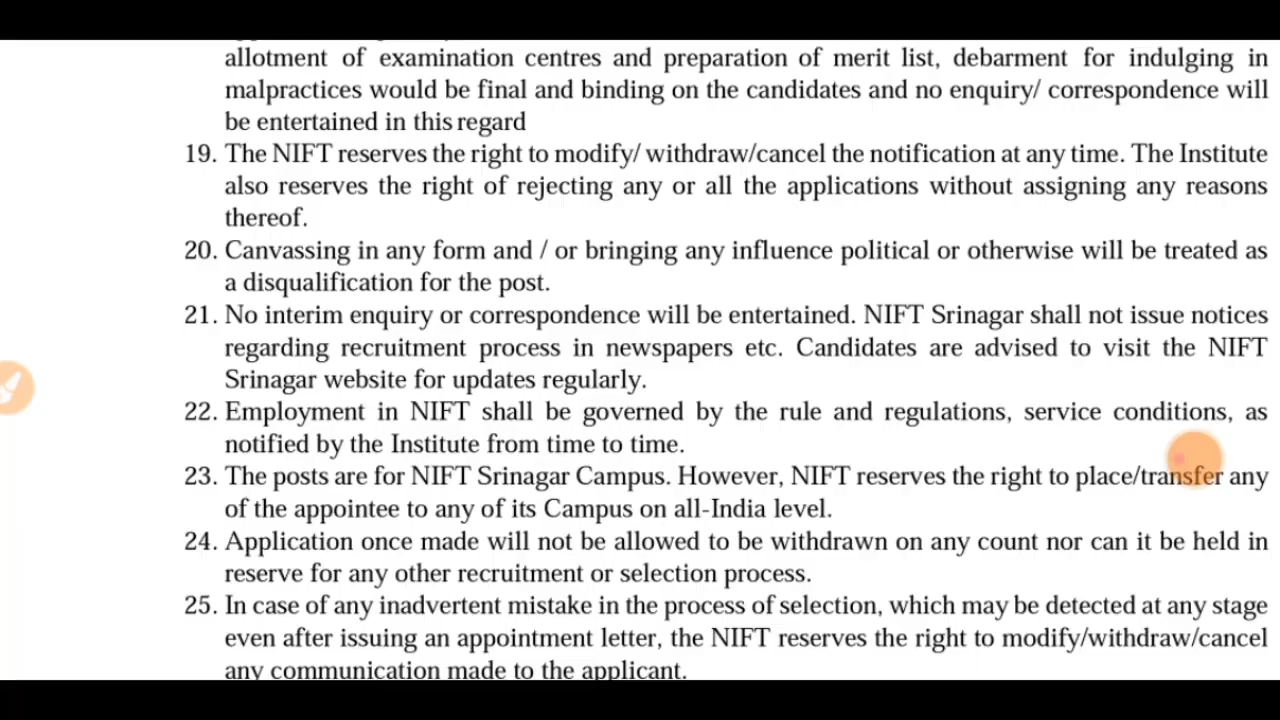 allotment of examination centres and preparation of merit list, debarment for indulging in
malpractices would be final and binding on the candidates and no enquiry/ correspondence will
be entertained in this regard
19. The NIFT reserves the right to modify/ withdraw/cancel the notification at any time. The Institute
also reserves the right of rejecting any or all the applications without assigning any reasons
thereof.
20. Canvassing in any form and / or bringing any influence political or otherwise will be treated as
a disqualification for the post.
21. No interim enquiry or correspondence will be entertained. NIFT Srinagar shall not issue notices
regarding recruitment process in newspapers etc. Candidates are advised to visit the NIFT
Srinagar website for updates regularly.
22. Employment in NIFT shall be governed by the rule and regulations, service conditions, as
notified by the Institute from time to time.
23. The posts are for NIFT Srinagar Campus. However, NIFT reserves the right to place/transfer any
of the appointee to any of its Campus on all-India level.
24. Application once made will not be allowed to be withdrawn on any count nor can it be held in
reserve for any other recruitment or selection process.
25. In case of any inadvertent mistake in the process of selection, which may be detected at any stage
even after issuing an appointment letter, the NIFT reserves the right to modify/withdraw/cancel
any communication made to the applicant.